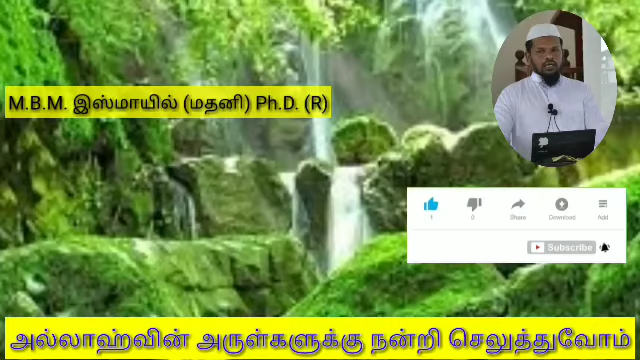 M.B.M. இஸ்மாயில் (மதனி) Ph.D. (R)
1 0 Share Download Add
Subscribe
அல்லாஹ்வின் அருள்களுக்கு நன்றி செலுத்துவோம்